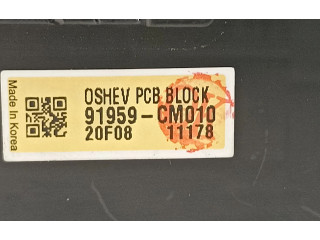 Made In Korea
OSHEV PCB BLOCK
91959-CM010
20F08 11178